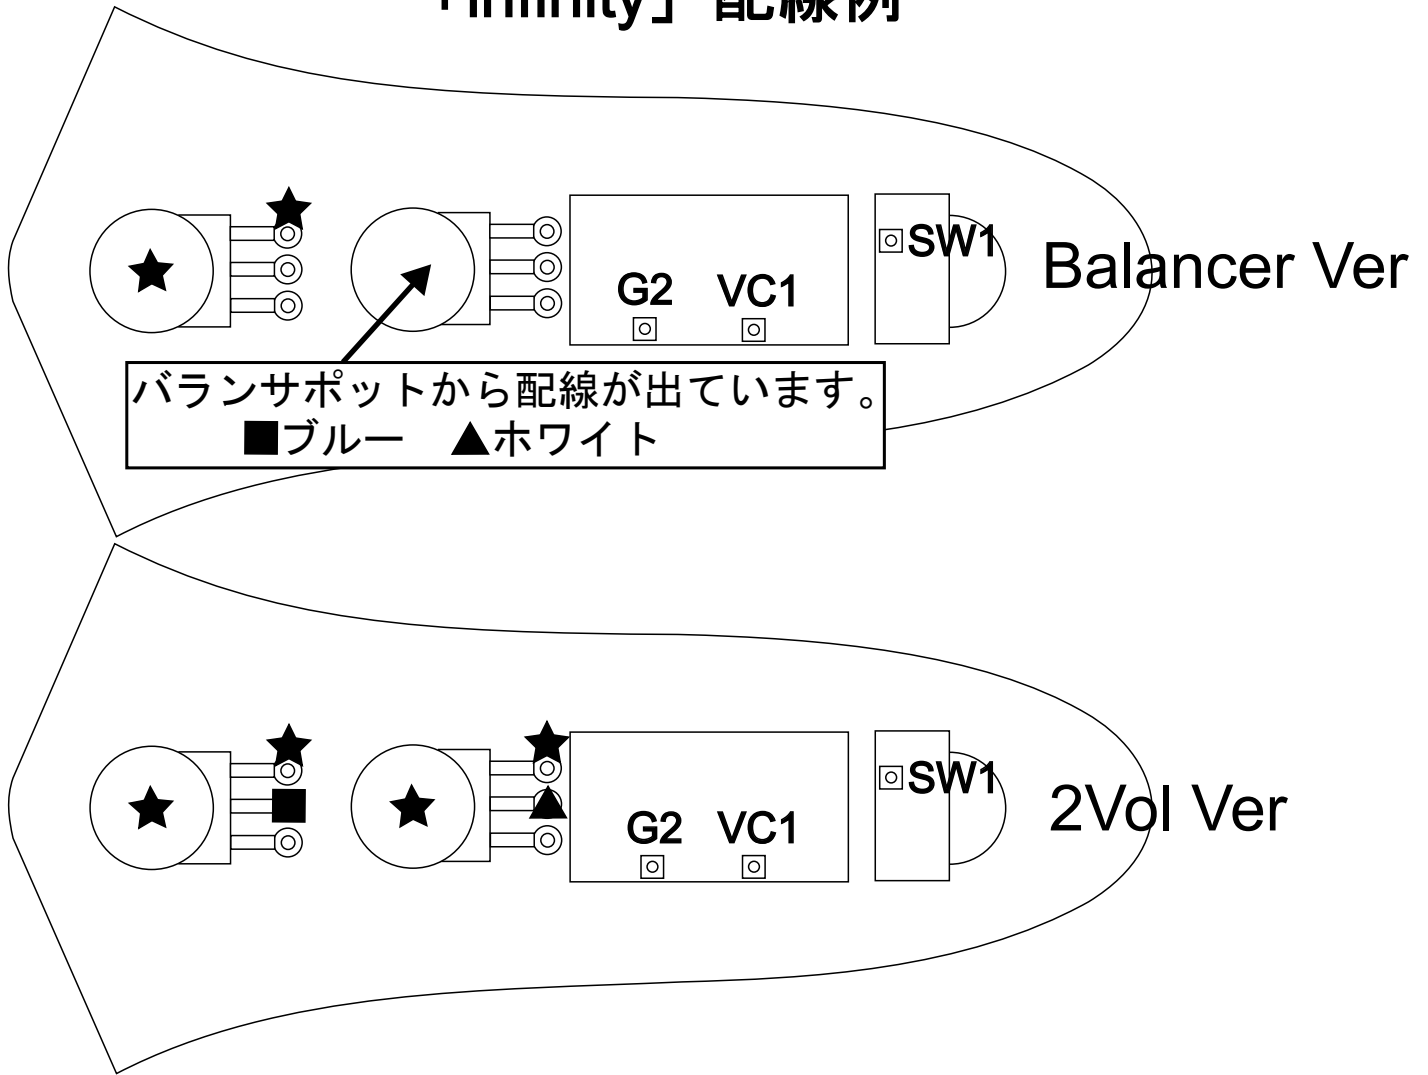 「Infinity」配線例
SW1
Balancer Ver
G2 VC1
バランサポットから配線が出ています。
■ブルー ▲ホワイト
SW1
2Vol Ver
G2 VC1